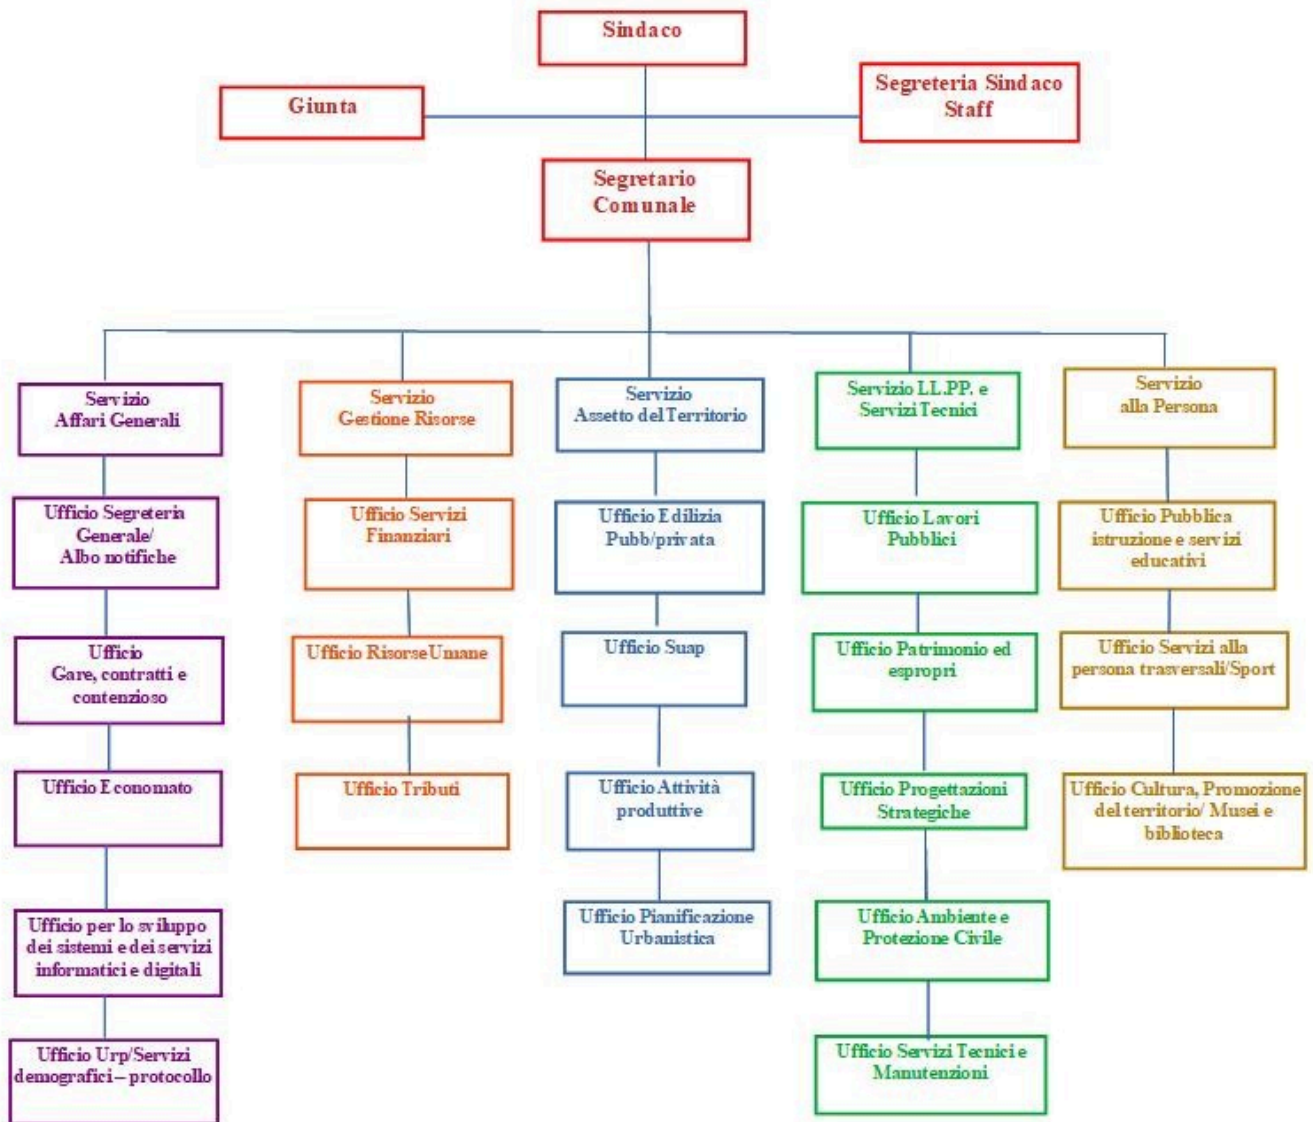 Sindaco
Giunta
Segreteria Sindaco
Staff
Segretario
Comunale
Servizio
Affari Generali
Ufficio Segreteria
Generale/
Albo notifiche
Ufficio
Gare, contratti e
contenzioso
Ufficio Economato
Ufficio per lo sviluppo
dei sistemi e dei servizi
informatici e digitali
Ufficio Urp/Servizi
demografici – protocollo
Servizio
Gestione Risorse
Ufficio Servizi
Finanziari
Ufficio Risorse Umane
Ufficio Tributi
Servizio
Assetto del Territorio
Ufficio Edilizia
Pubb/privata
Ufficio Suap
Ufficio Attività
produttive
Ufficio Pianificazione
Urbanistica
Servizio LL.PP. e
Servizi Tecnici
Ufficio Lavori
Pubblici
Ufficio Patrimonio ed
espropri
Ufficio Progettazioni
Strategiche
Ufficio Ambiente e
Protezione Civile
Ufficio Servizi Tecnici e
Manutenzioni
Servizio
alla Persona
Ufficio Pubblica
istruzione e servizi
educativi
Ufficio Servizi alla
persona trasversali/Sport
Ufficio Cultura, Promozione
del territorio/ Musei e
biblioteca